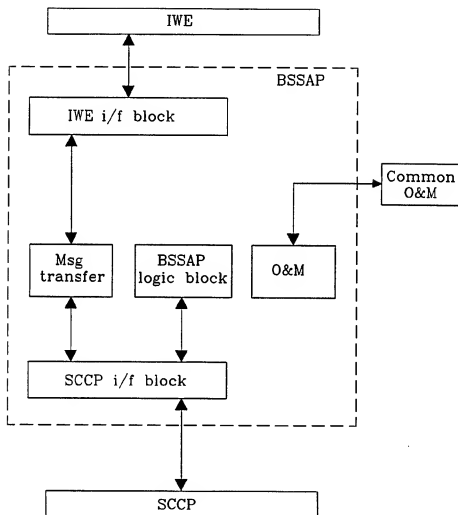 IWE
BSSAP
IWE i/f block
Common
O&M
Msg
transfer
BSSAP
logic block
O&M
SCCP i/f block
SCCP